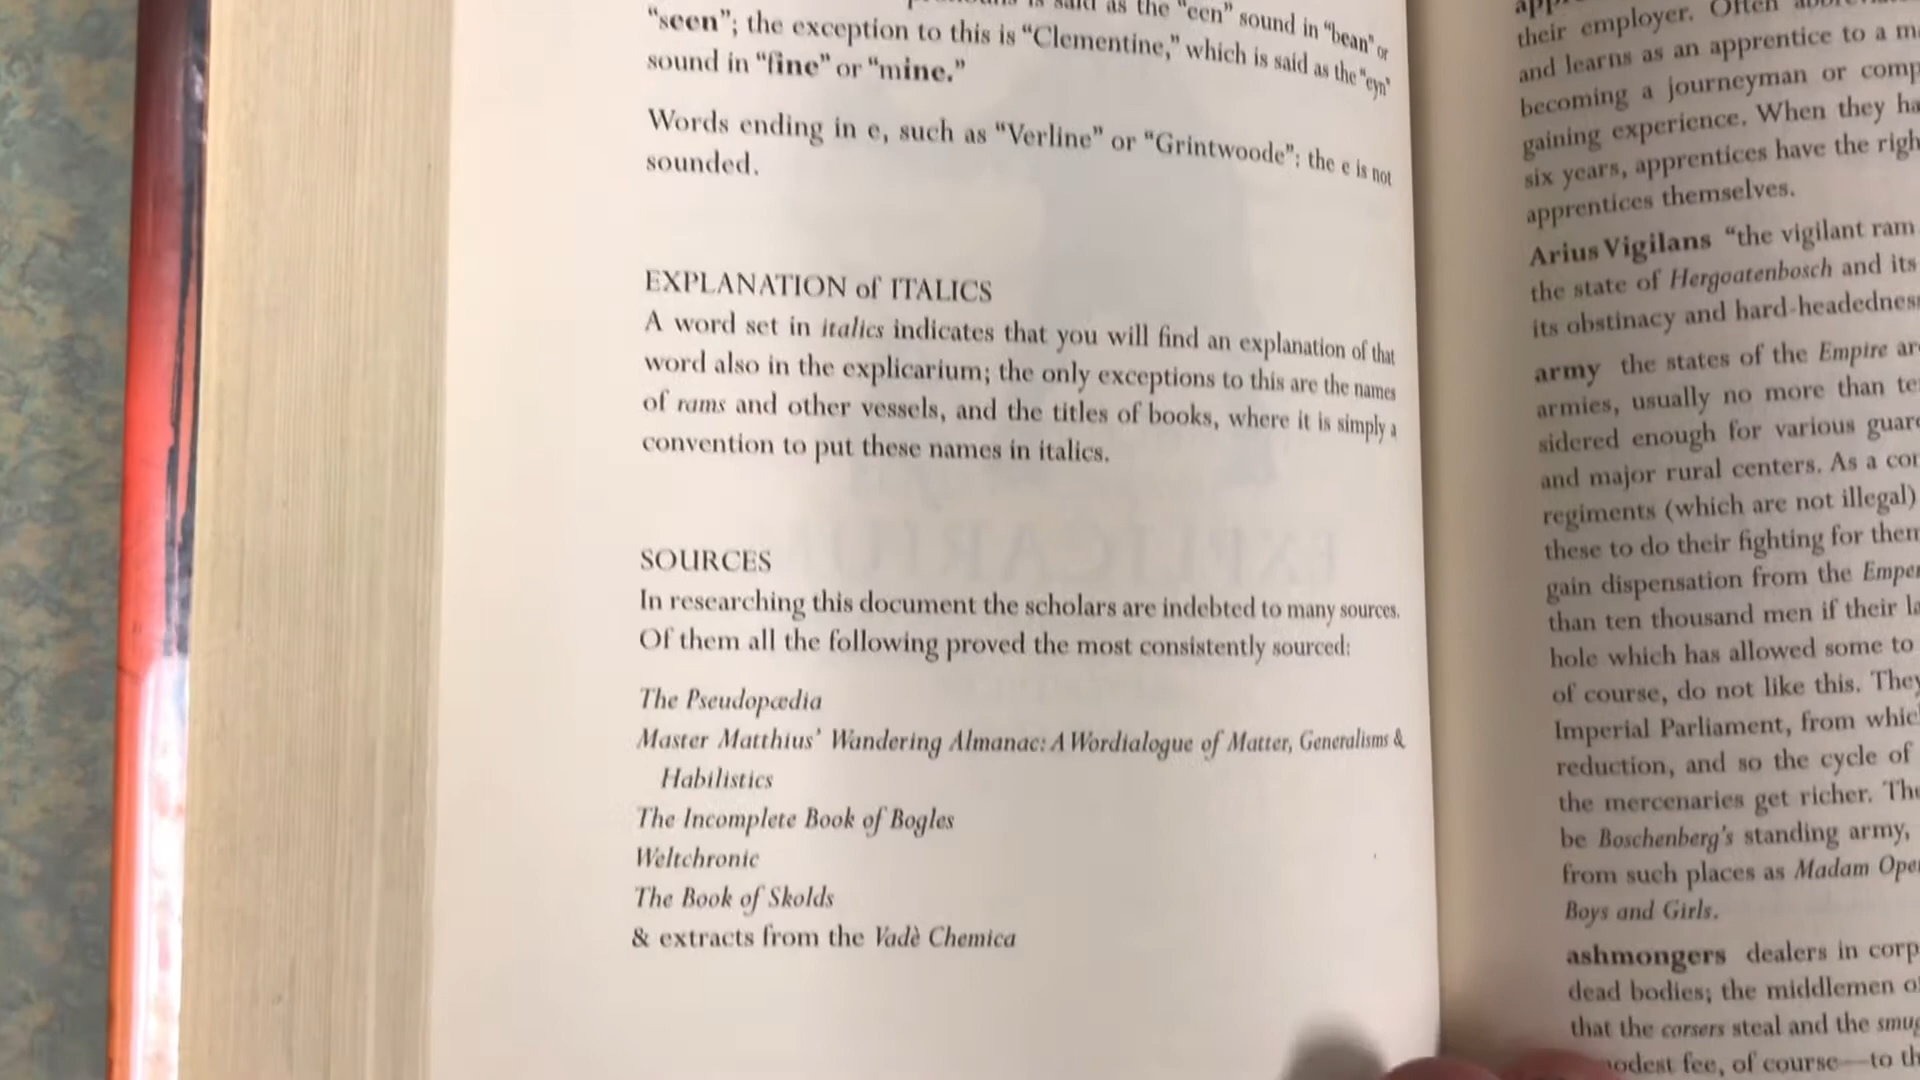 is said as the "een" sound in "bean" or
"seen"; the exception to this is "Clementine," which is said as the "eyn"
sound in "fine" or "mine."
Words ending in e, such as "Verline" or "Grintwoode": the e is not
sounded.
EXPLANATION of ITALICS
A word set in italics indicates that you will find an explanation of that
word also in the explicarium; the only exceptions to this are the names
of rams and other vessels, and the titles of books, where it is simply a
convention to put these names in italics.
SOURCES
In researching this document the scholars are indebted to many sources.
Of them all the following proved the most consistently sourced:
The Pseudopædia
Master Matthius' Wandering Almanac: A Wordialogue of Matter, Generalisms &
Habilistics
The Incomplete Book of Bogles
Weltchronic
The Book of Skolds
& extracts from the Vadè Chemica
their employer. Often
and learns as an apprentice to a
becoming a journeyman or
gaining experience. When they
six years, apprentices have the
apprentices themselves.
Arius Vigilans "the vigilant ram
the state of Hergoatenbosch and its
its obstinacy and
army the states of the Empire
armies, usually no more than
sidered enough for various
and major rural centers. As a
regiments (which are not illegal)
these to do their fighting for
gain dispensation from the
than ten thousand men if their
hole which has allowed some to
of course, do not like this.
Imperial Parliament, from
reduction, and so the cycle of
the mercenaries get richer.
be Boschenberg's standing army,
from such places as Madam
Boys and Girls.
ashmongers dealers in
dead bodies; the middlemen
that the corsers steal and the
fee, of course—to